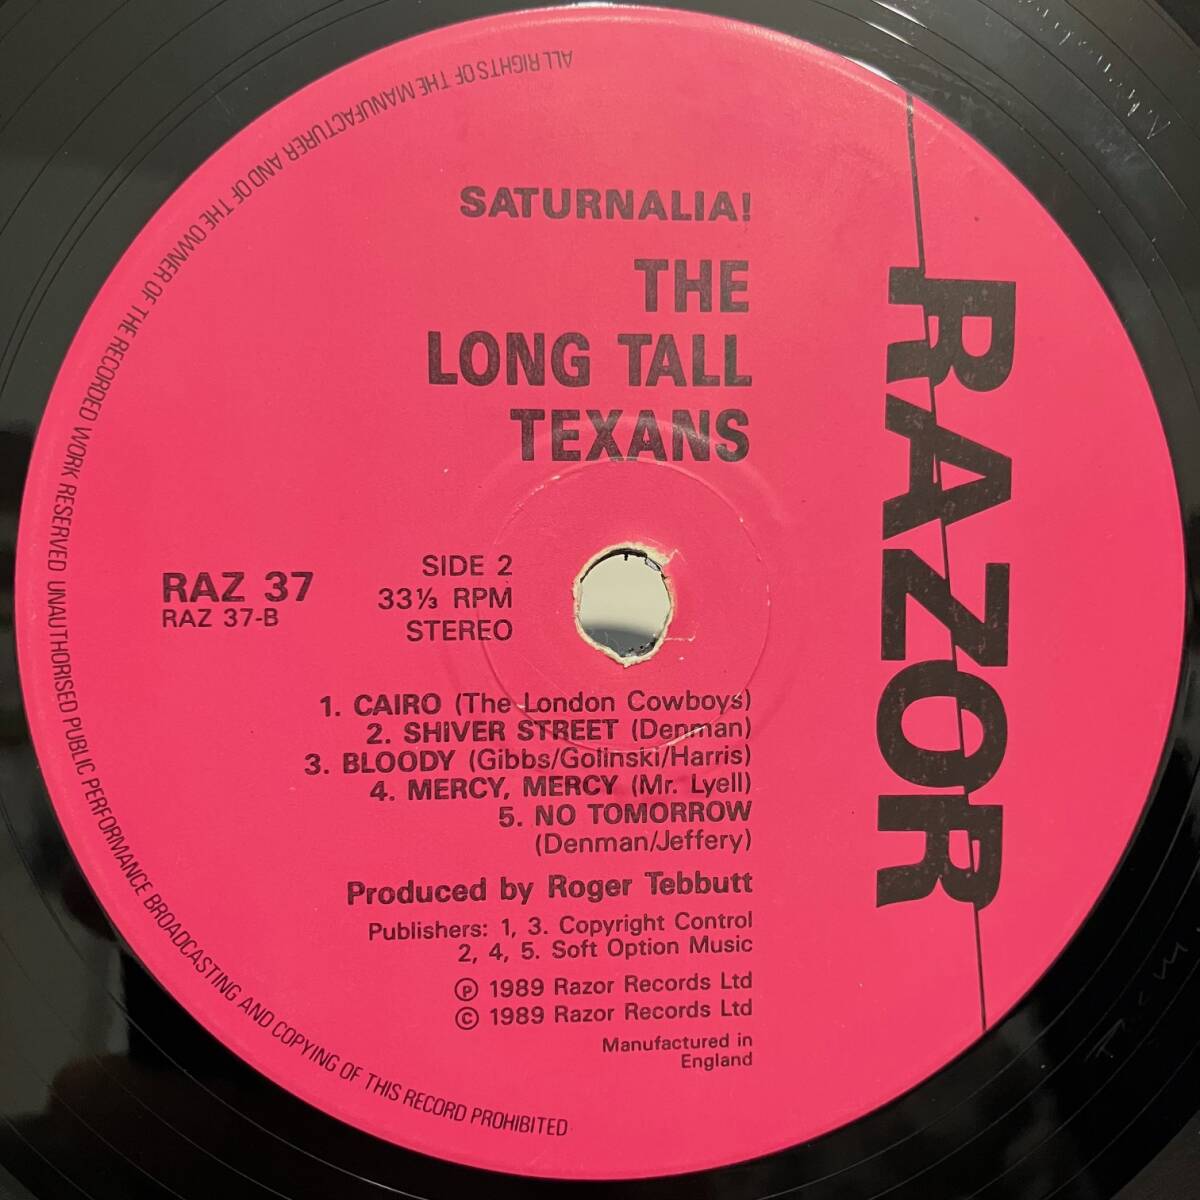 SATURNALIA!
THE
LONG TALL
TEXANS
RAZOR
RAZ 37
RAZ 37-B
SIDE 2
33⅓ RPM
STEREO
1. CAIRO (The London Cowboys)
2. SHIVER STREET (Denman)
3. BLOODY (Gibbs/Golinski/Harris)
4. MERCY, MERCY (Mr. Lyell)
5. NO TOMORROW
(Denman/Jeffery)
Produced by Roger Tebbutt
Publishers: 1, 3. Copyright Control
2, 4, 5. Soft Option Music
℗ 1989 Razor Records Ltd
© 1989 Razor Records Ltd
Manufactured in
England
ALL RIGHTS OF THE MANUFACTURER AND OF THE OWNER OF THE RECORDED WORK RESERVED UNAUTHORISED PUBLIC PERFORMANCE BROADCASTING AND COPYING OF THIS RECORD PROHIBITED